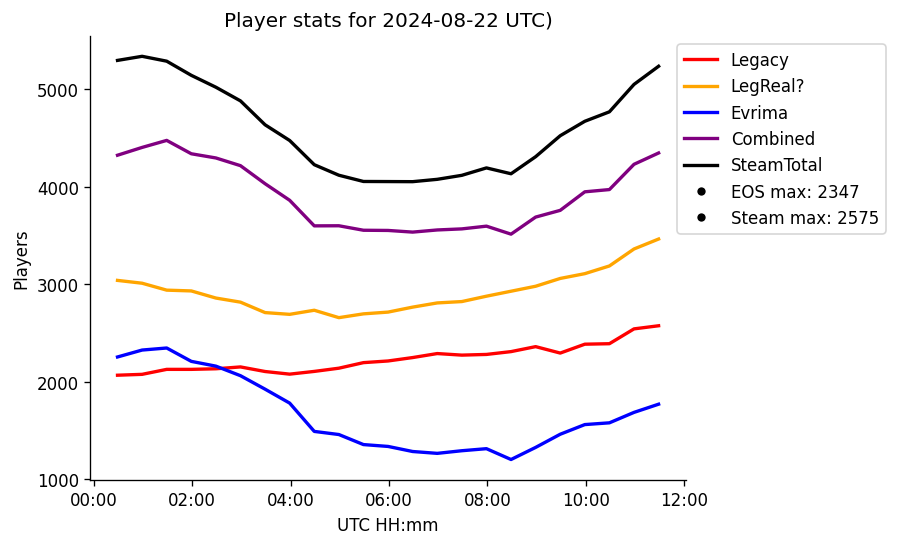 Player stats for 2024-08-22 UTC)
Legacy
LegReal?
Evrima
Combined
SteamTotal
EOS max: 2347
Steam max: 2575
Players
5000
4000
3000
2000
1000
00:00 02:00 04:00 06:00 08:00 10:00 12:00
UTC HH:mm